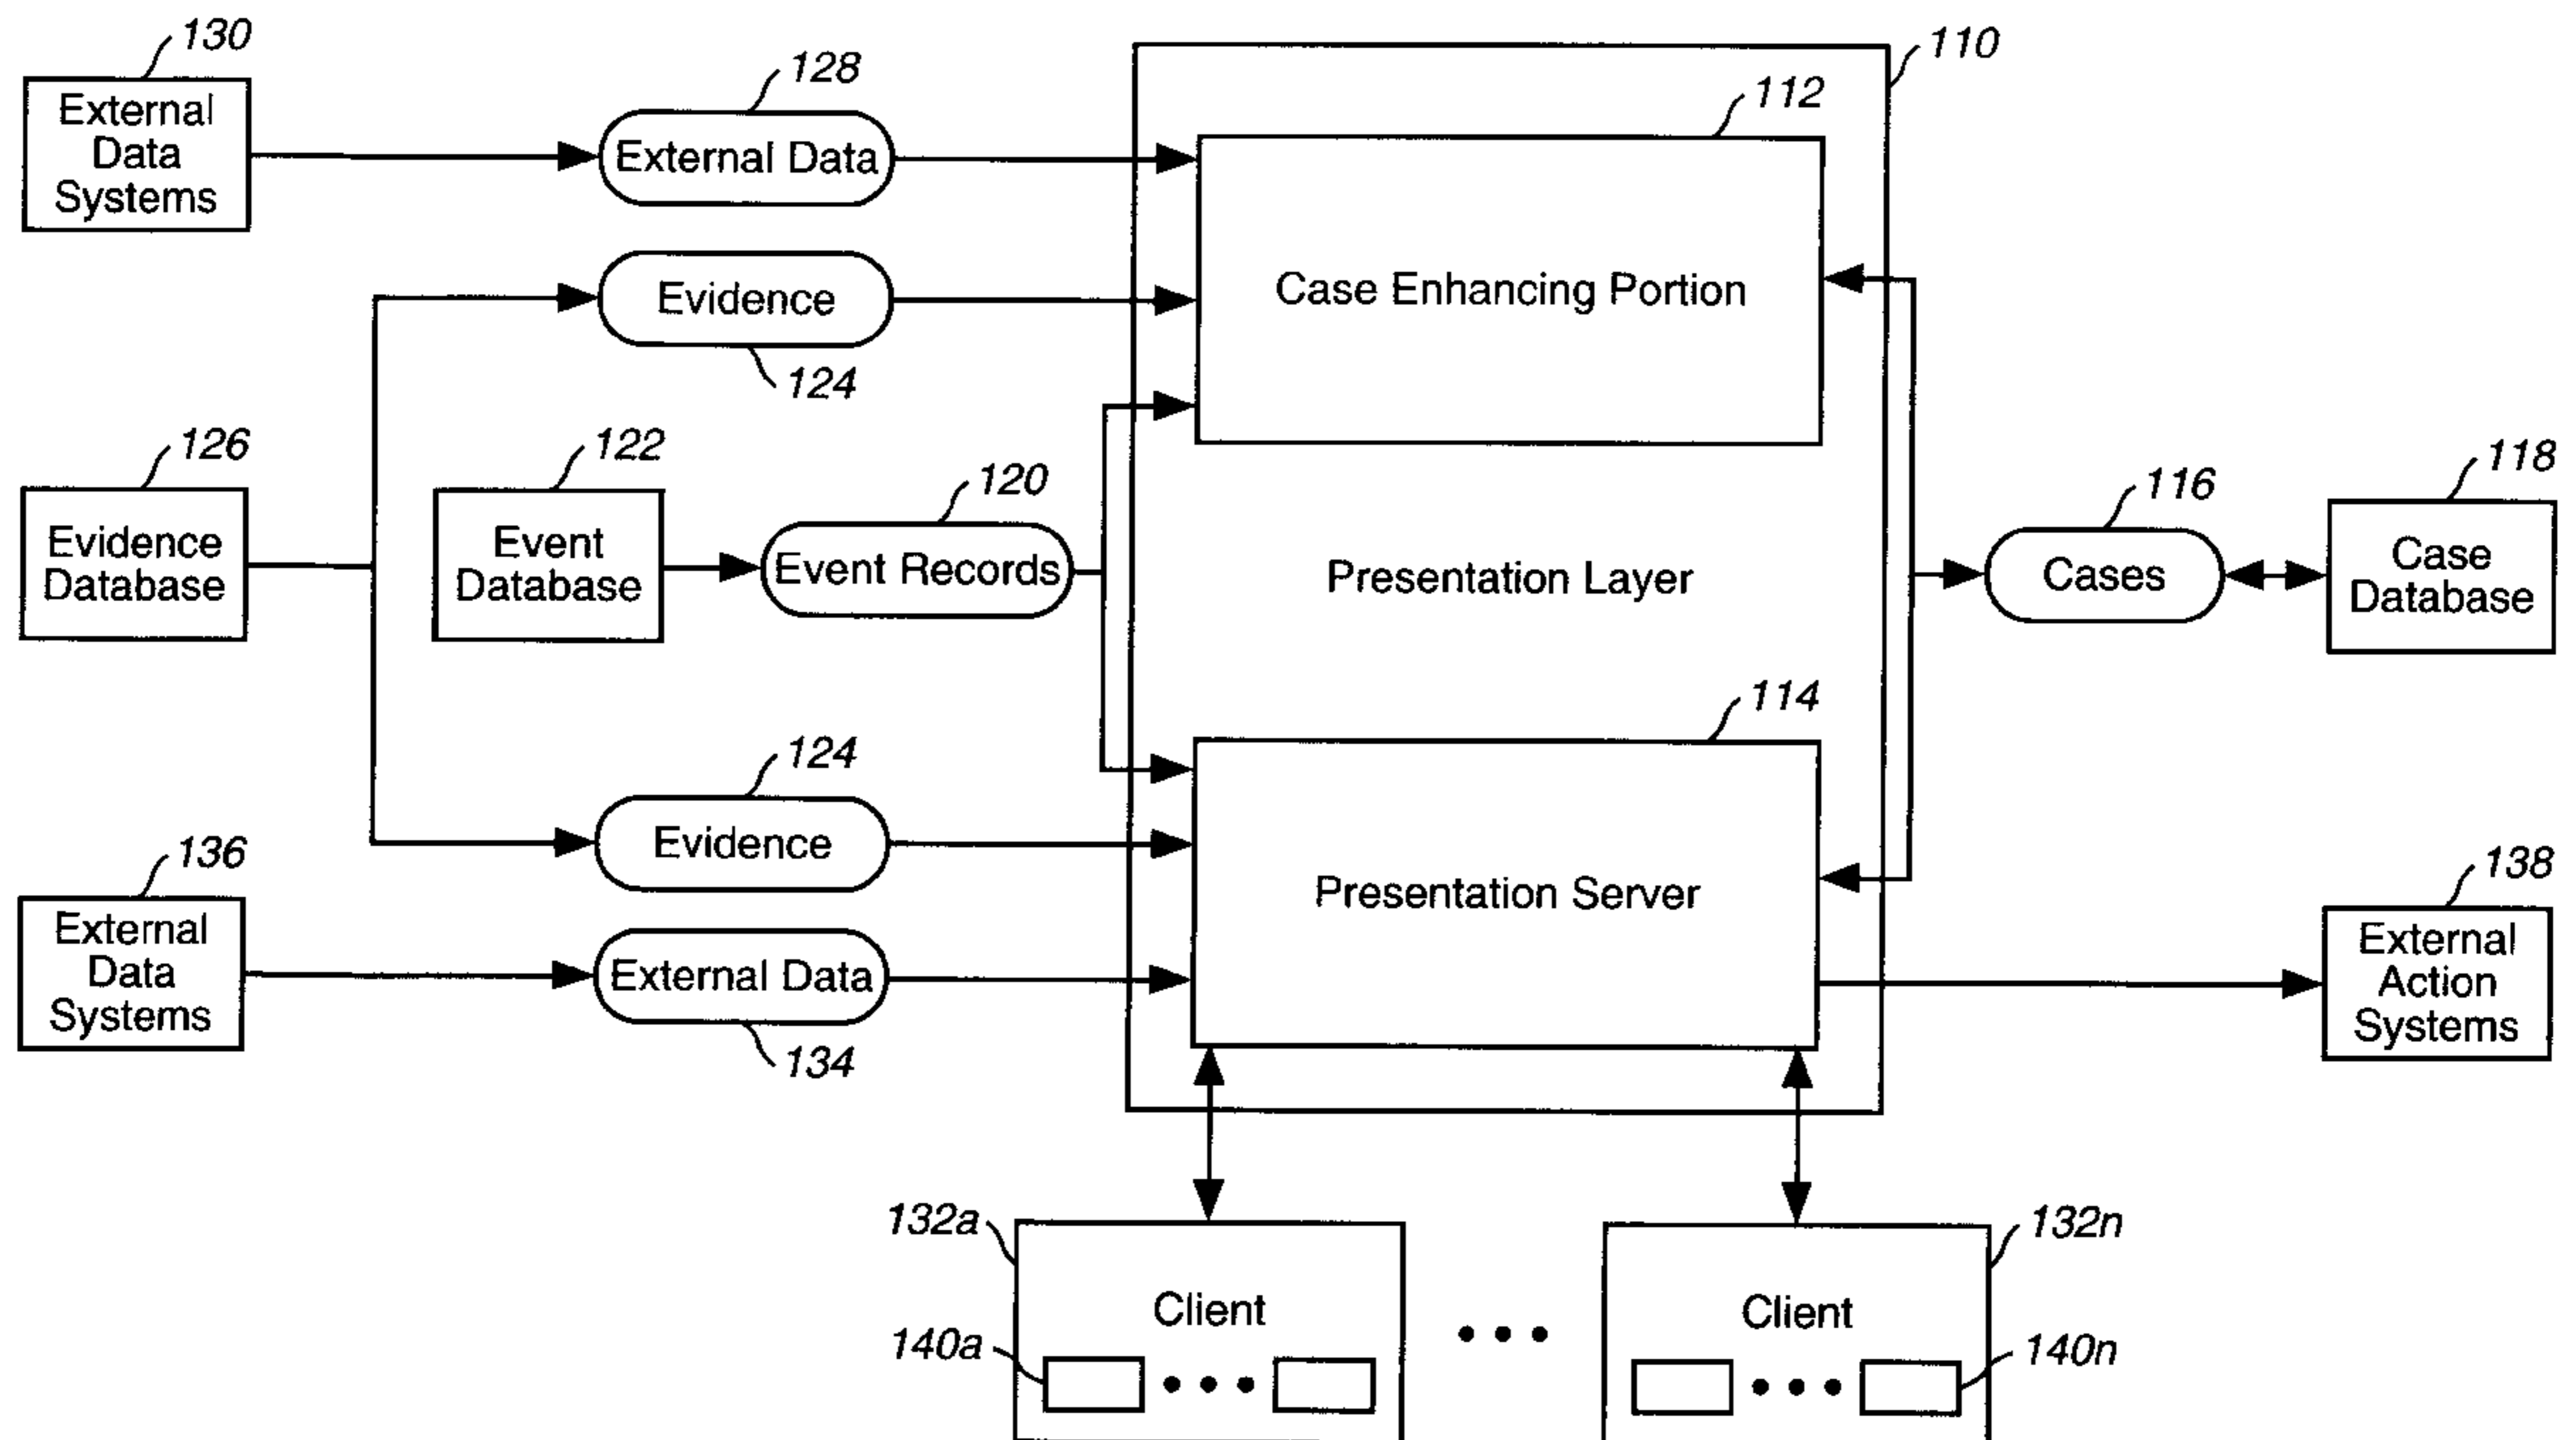 130
External
Data
Systems
128
External Data
110
112
Case Enhancing Portion
Evidence
124
126
Evidence
Database
122
Event
Database
120
Event Records
Presentation Layer
116
Cases
118
Case
Database
114
Presentation Server
124
Evidence
136
External
Data
Systems
External Data
134
138
External
Action
Systems
132a
Client
140a
132n
Client
140n